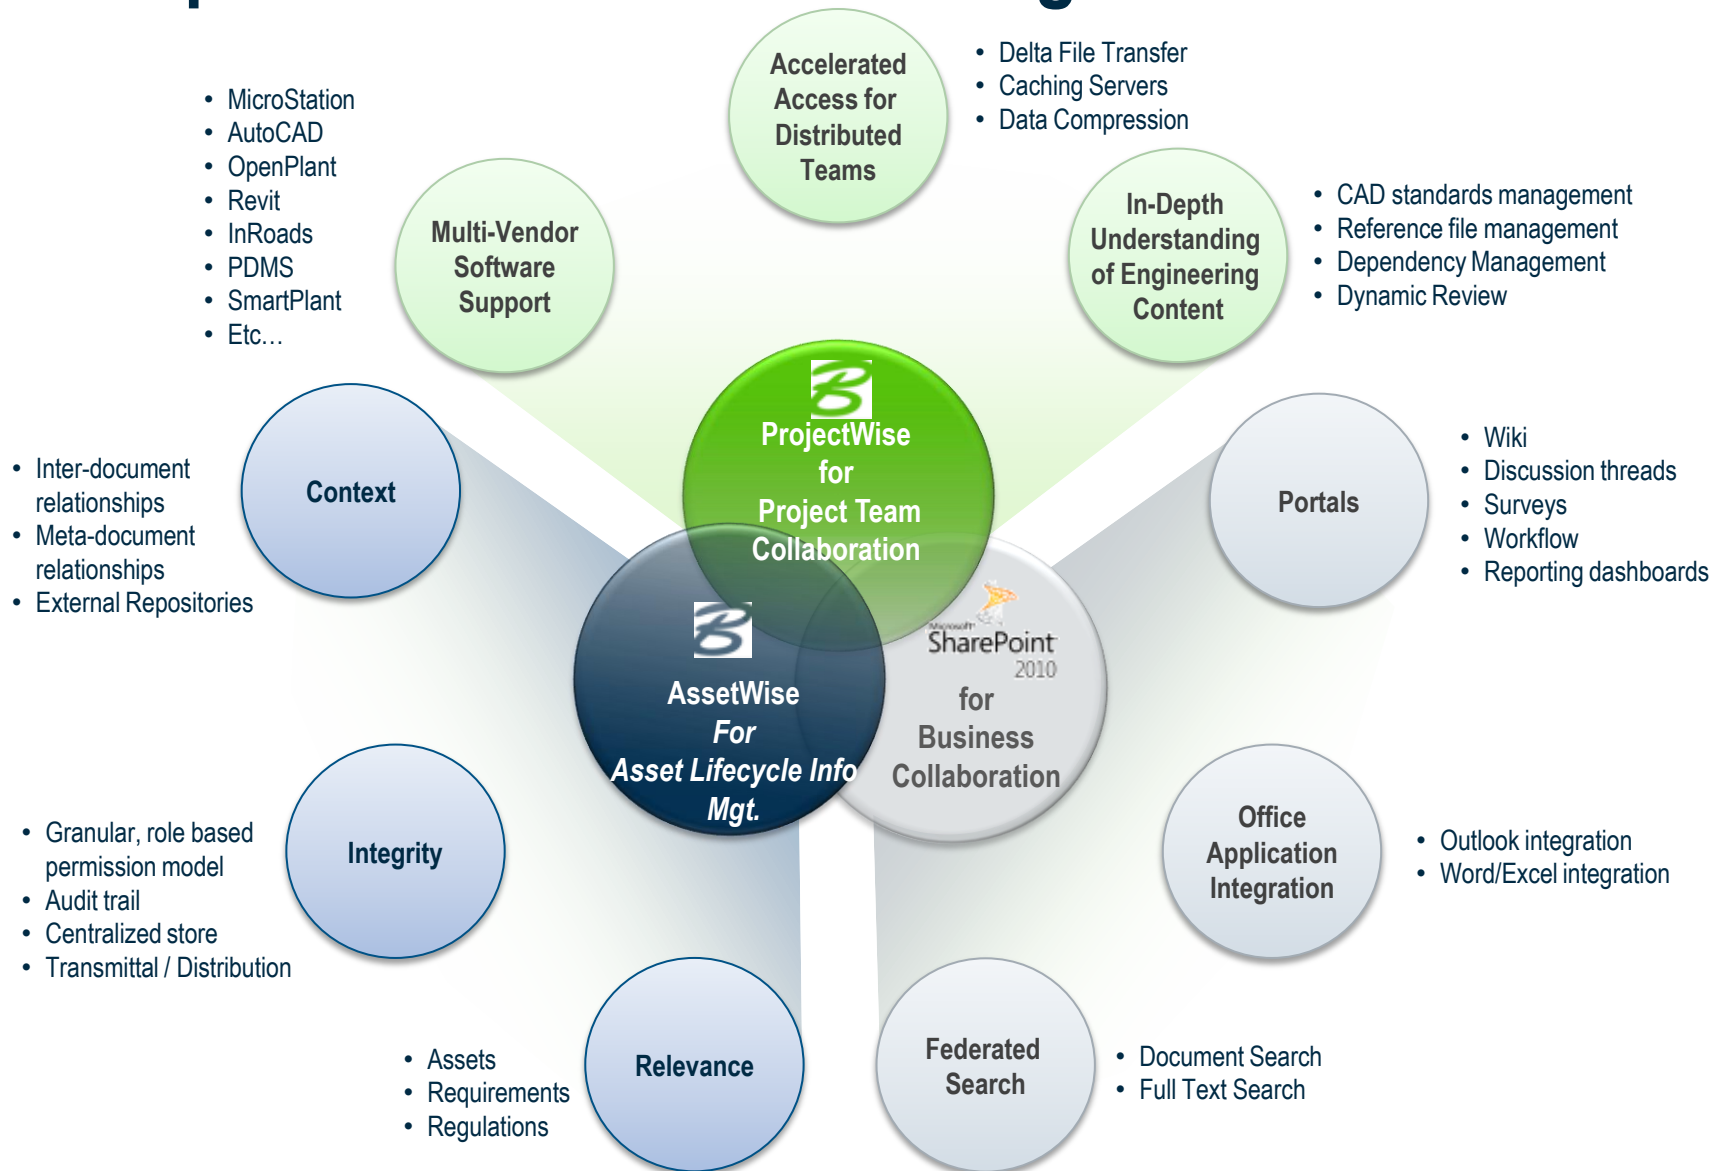 Accelerated
Access for
Distributed
Teams
• Delta File Transfer
• Caching Servers
• Data Compression
• MicroStation
• AutoCAD
• OpenPlant
• Revit
• InRoads
• PDMS
• SmartPlant
• Etc…
Multi-Vendor
Software
Support
In-Depth
Understanding
of Engineering
Content
• CAD standards management
• Reference file management
• Dependency Management
• Dynamic Review
B
ProjectWise
for
Project Team
Collaboration
Context
• Inter-document
relationships
• Meta-document
relationships
• External Repositories
Portals
• Wiki
• Discussion threads
• Surveys
• Workflow
• Reporting dashboards
B
AssetWise
For
Asset Lifecycle Info
Mgt.
Microsoft
SharePoint
2010
for
Business
Collaboration
• Granular, role based
permission model
• Audit trail
• Centralized store
• Transmittal / Distribution
Integrity
Office
Application
Integration
• Outlook integration
• Word/Excel integration
• Assets
• Requirements
• Regulations
Relevance
Federated
Search
• Document Search
• Full Text Search